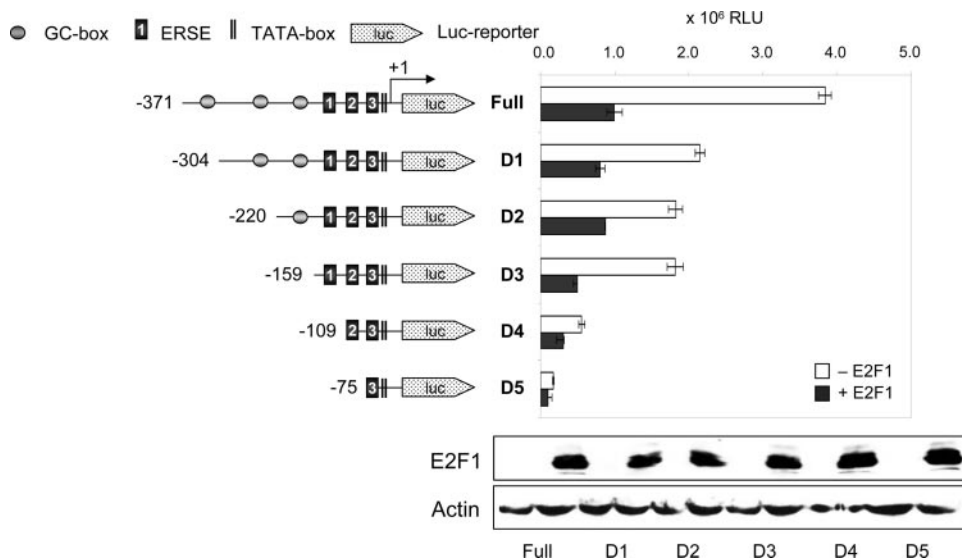 x 10⁶ RLU
GC-box 1 ERSE TATA-box luc Luc-reporter
0.0 1.0 2.0 3.0 4.0 5.0
+1
-371 1 2 3 luc Full
-304 1 2 3 luc D1
-220 1 2 3 luc D2
-159 1 2 3 luc D3
-109 2 3 luc D4
-75 3 luc D5
– E2F1
+ E2F1
E2F1
Actin
Full D1 D2 D3 D4 D5